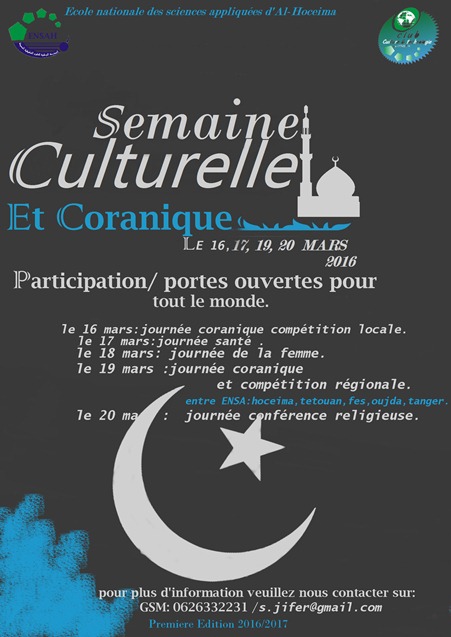 Ecole nationale des sciences appliquées d'Al-Hoceima
ENSAH
Club
Semaine
Culturelle
Et Coranique
Le 16, 17, 19, 20 MARS
2016
Participation/ portes ouvertes pour
tout le monde.
le 16 mars:journée coranique compétition locale.
le 17 mars:journée santé .
le 18 mars: journée de la femme.
le 19 mars :journée coranique
et compétition régionale.
entre ENSA:hoceima,tetouan,fes,oujda,tanger.
le 20 mars : journée conférence religieuse.
pour plus d'information veuillez nous contacter sur:
GSM: 0626332231 /s.jifer@gmail.com
Premiere Edition 2016/2017